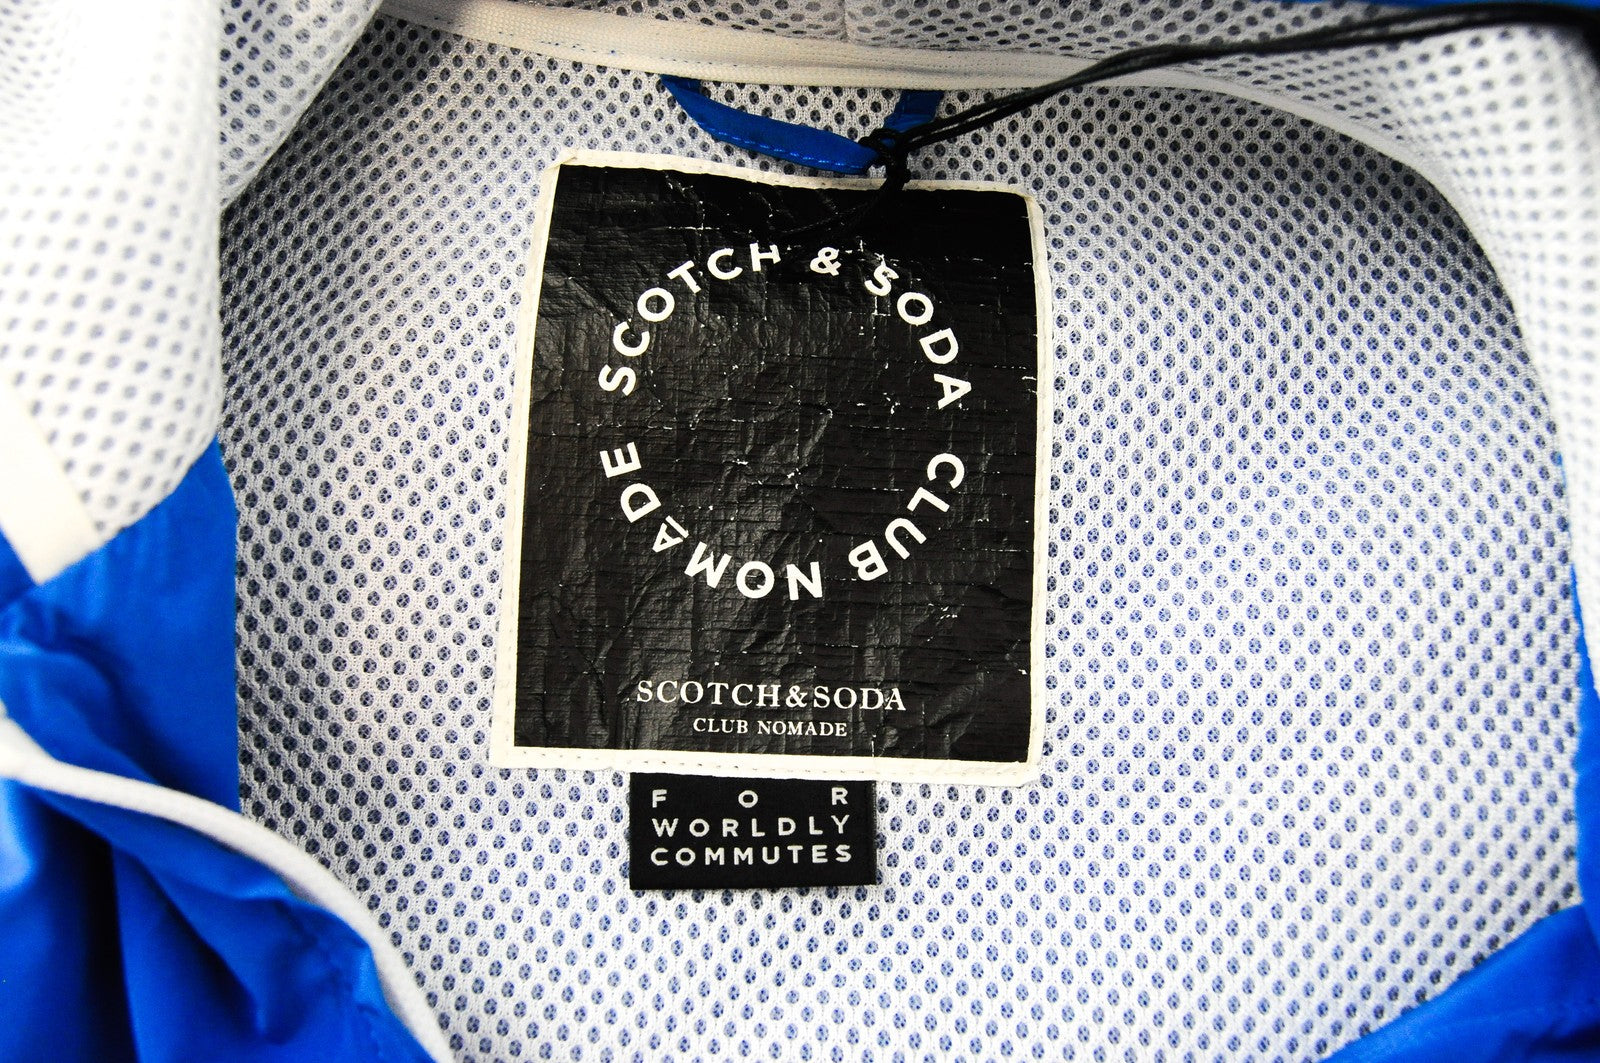 SCOTCH & SODA CLUB NOMADE
SCOTCH&SODA
CLUB NOMADE
FOR
WORLDLY
COMMUTES